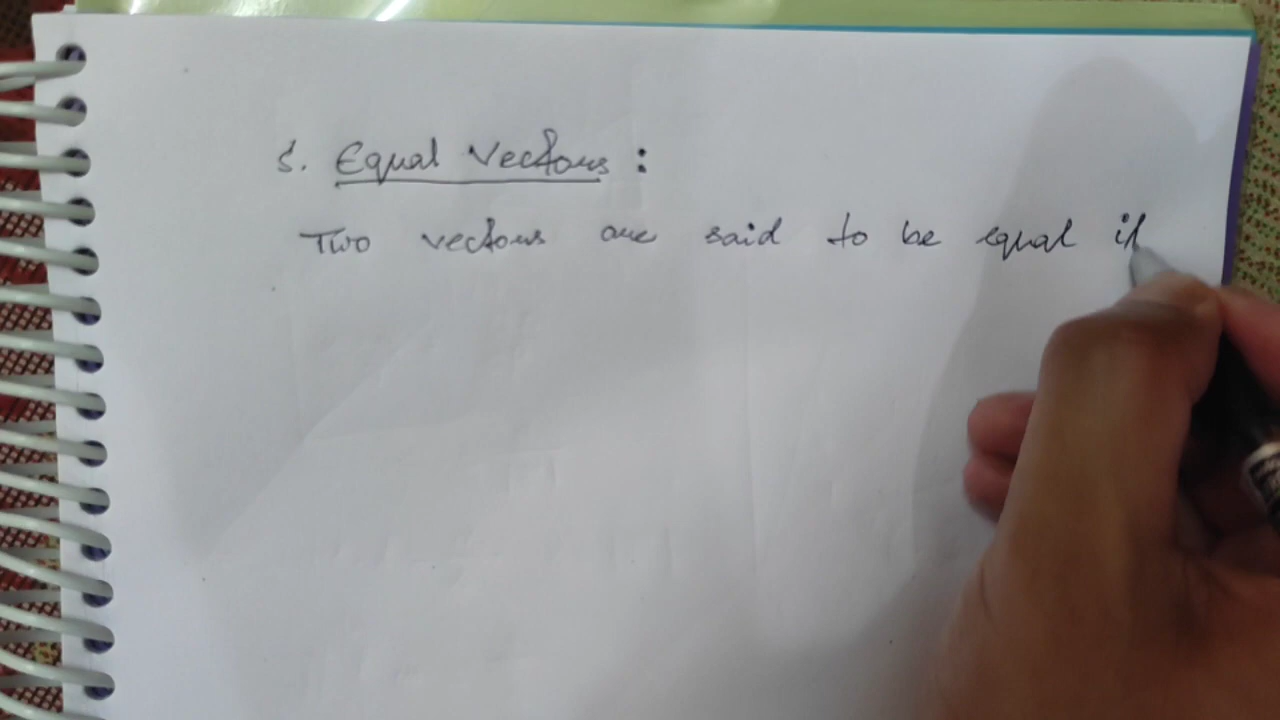 5. Equal Vectors :
Two vectors are said to be equal if